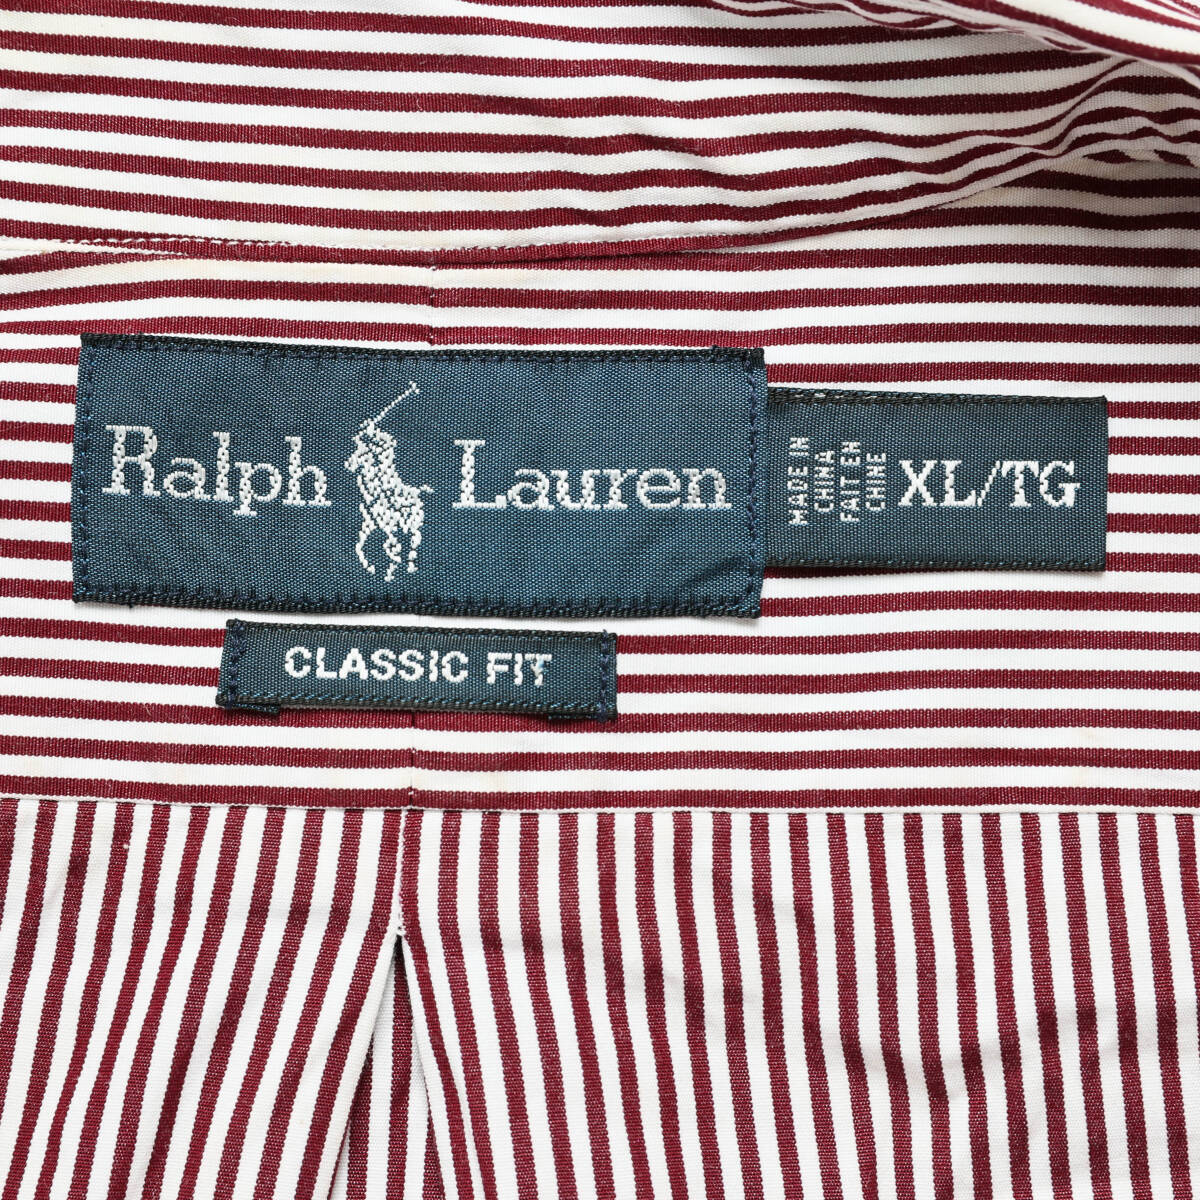 Ralph Lauren
MADE IN
CHINA
FAIT EN
CHINE
XL/TG
CLASSIC FIT